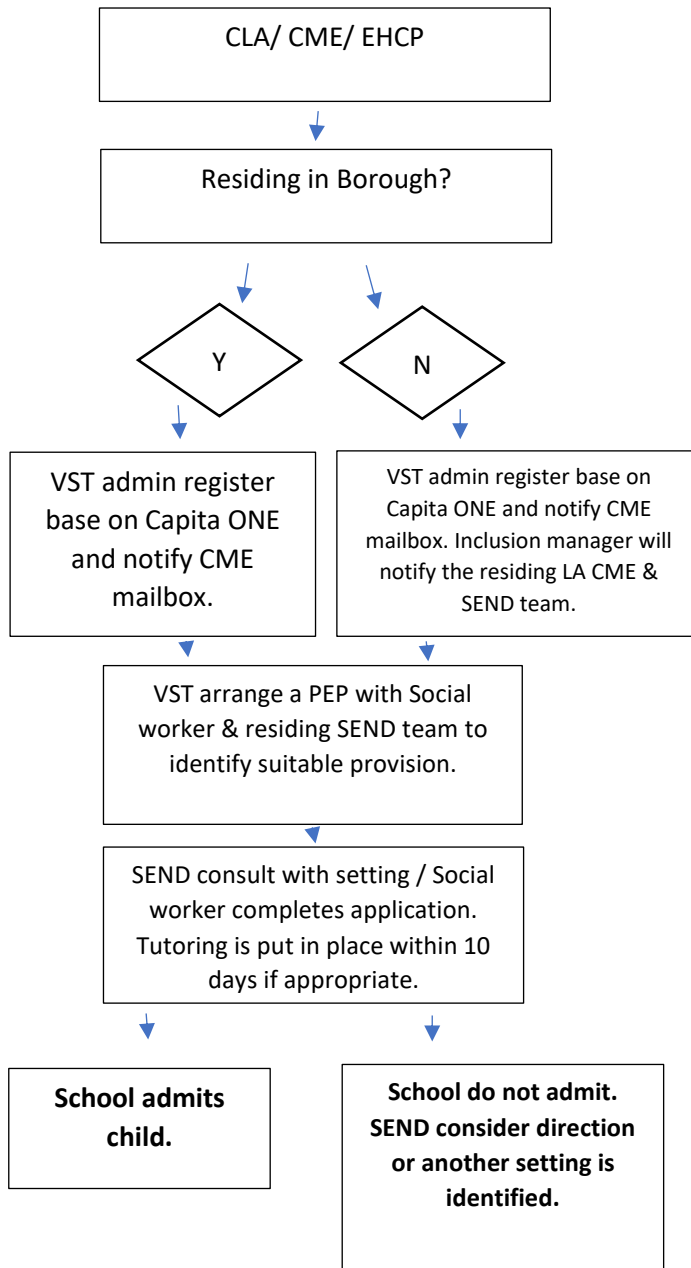 CLA/ CME/ EHCP
Residing in Borough?
Y
N
VST admin register
base on Capita ONE
and notify CME
mailbox.
VST admin register base on
Capita ONE and notify CME
mailbox. Inclusion manager will
notify the residing LA CME &
SEND team.
VST arrange a PEP with Social
worker & residing SEND team to
identify suitable provision.
SEND consult with setting / Social
worker completes application.
Tutoring is put in place within 10
days if appropriate.
School admits
child.
School do not admit.
SEND consider direction
or another setting is
identified.